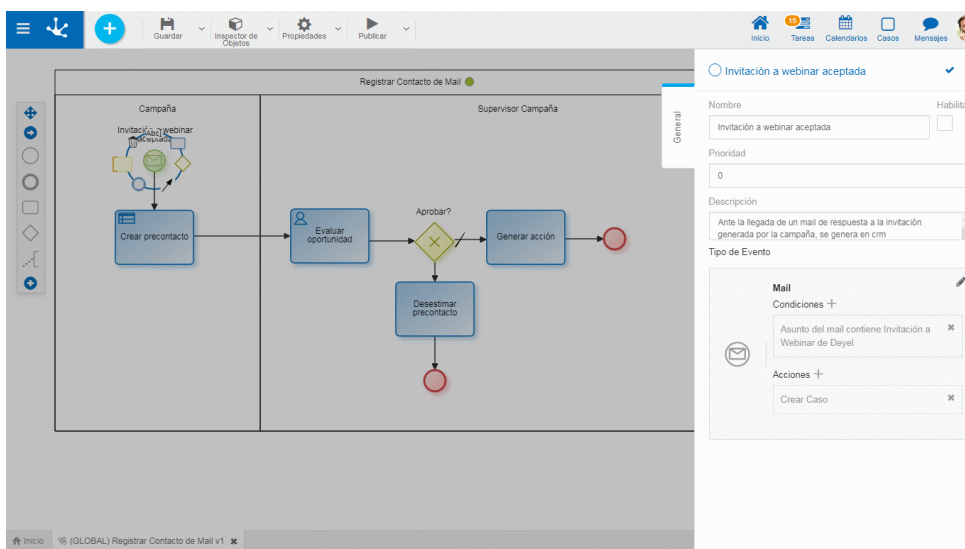 Guardar
Inspector de
Objetos
Propiedades
Publicar
Inicio
15
Tareas
Calendarios
Casos
Mensajes
Registrar Contacto de Mail
Campaña
Supervisor Campaña
Invitación a webinar
aceptada
Abc
Crear precontacto
Evaluar
oportunidad
Aprobar?
Generar acción
Desestimar
precontacto
General
Invitación a webinar aceptada
Nombre
Habilita
Invitación a webinar aceptada
Prioridad
0
Descripción
Ante la llegada de un mail de respuesta a la invitación
generada por la campaña, se genera en crm
Tipo de Evento
Mail
Condiciones +
Asunto del mail contiene Invitación a
Webinar de Deyel
Acciones +
Crear Caso
Inicio
(GLOBAL) Registrar Contacto de Mail v1